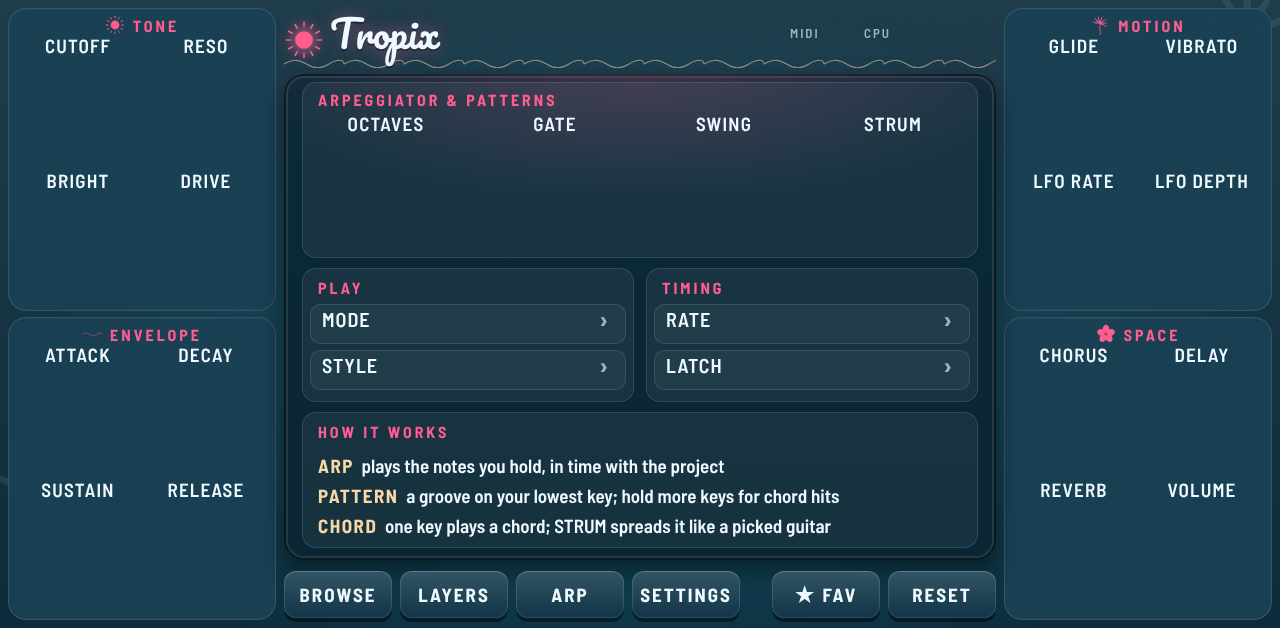 TONE
CUTOFF RESO
BRIGHT DRIVE
ENVELOPE
ATTACK DECAY
SUSTAIN RELEASE
Tropix
MIDI CPU
ARPEGGIATOR & PATTERNS
OCTAVES GATE SWING STRUM
PLAY
MODE ›
STYLE ›
TIMING
RATE ›
LATCH ›
HOW IT WORKS
ARP plays the notes you hold, in time with the project
PATTERN a groove on your lowest key; hold more keys for chord hits
CHORD one key plays a chord; STRUM spreads it like a picked guitar
BROWSE LAYERS ARP SETTINGS ★ FAV RESET
MOTION
GLIDE VIBRATO
LFO RATE LFO DEPTH
SPACE
CHORUS DELAY
REVERB VOLUME